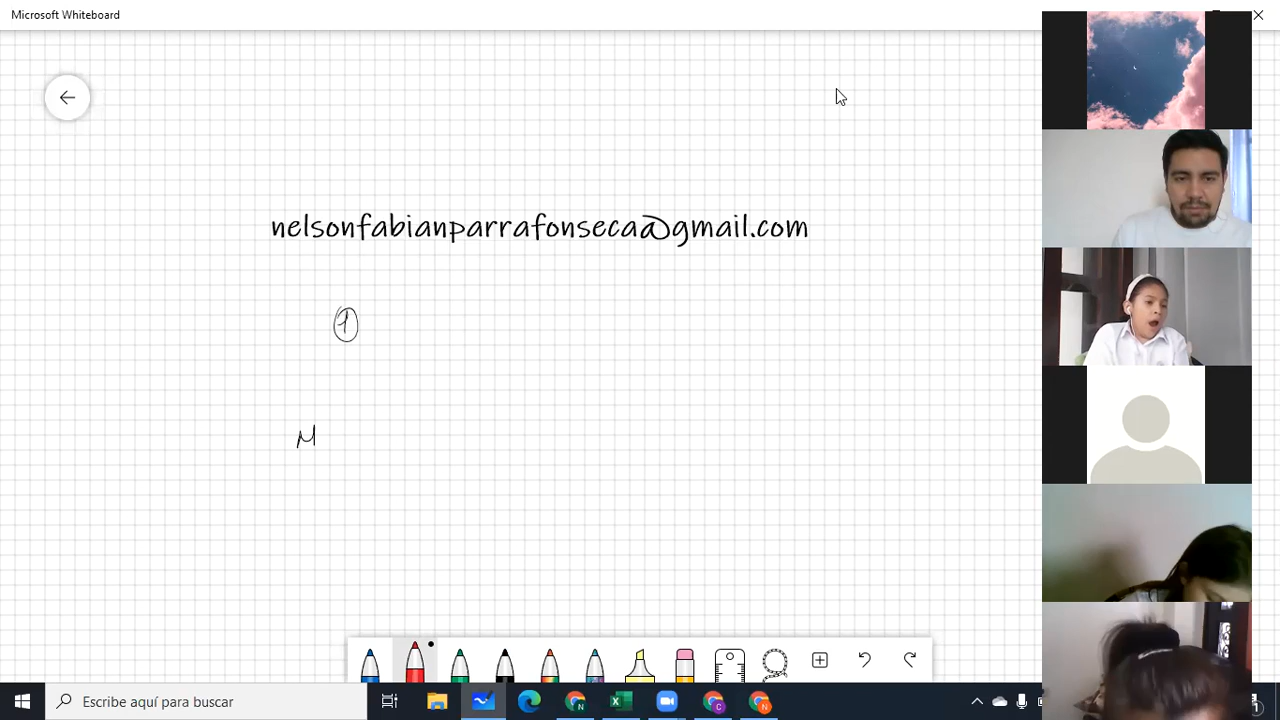 Microsoft Whiteboard
nelsonfabianparrafonseca@gmail.com
1
M
Escribe aquí para buscar